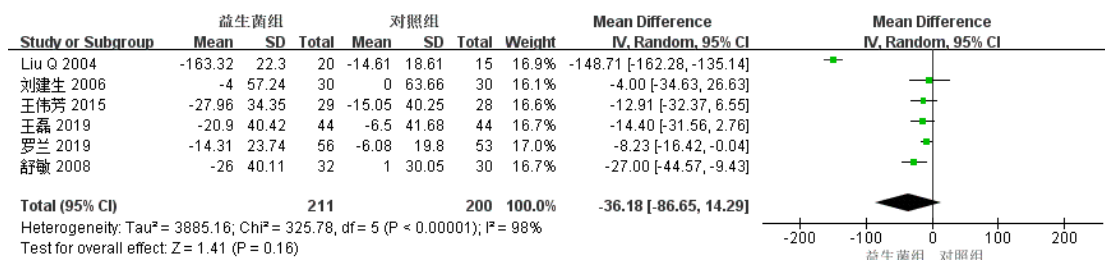 益生菌组 对照组 Mean Difference Mean Difference
Study or Subgroup Mean SD Total Mean SD Total Weight IV, Random, 95% CI IV, Random, 95% CI
Liu Q 2004 -163.32 22.3 20 -14.61 18.61 15 16.9% -148.71 [-162.28, -135.14]
刘建生 2006 -4 57.24 30 0 63.66 30 16.1% -4.00 [-34.63, 26.63]
王伟芳 2015 -27.96 34.35 29 -15.05 40.25 28 16.6% -12.91 [-32.37, 6.55]
王磊 2019 -20.9 40.42 44 -6.5 41.68 44 16.7% -14.40 [-31.56, 2.76]
罗兰 2019 -14.31 23.74 56 -6.08 19.8 53 17.0% -8.23 [-16.42, -0.04]
舒敏 2008 -26 40.11 32 1 30.05 30 16.7% -27.00 [-44.57, -9.43]
Total (95% CI) 211 200 100.0% -36.18 [-86.65, 14.29]
Heterogeneity: Tau² = 3885.16; Chi² = 325.78, df = 5 (P < 0.00001); I² = 98%
Test for overall effect: Z = 1.41 (P = 0.16)
-200 -100 0 100 200
益生菌组 对照组